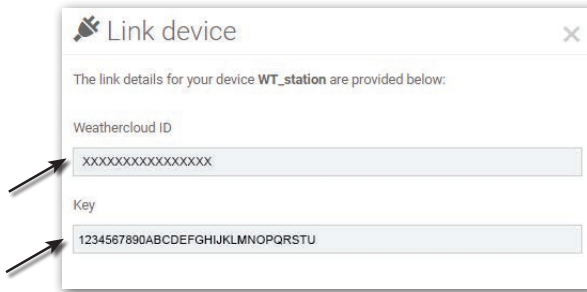 Link device
The link details for your device WT_station are provided below:
Weathercloud ID
XXXXXXXXXXXXXXXX
Key
1234567890ABCDEFGHIJKLMNOPQRSTU